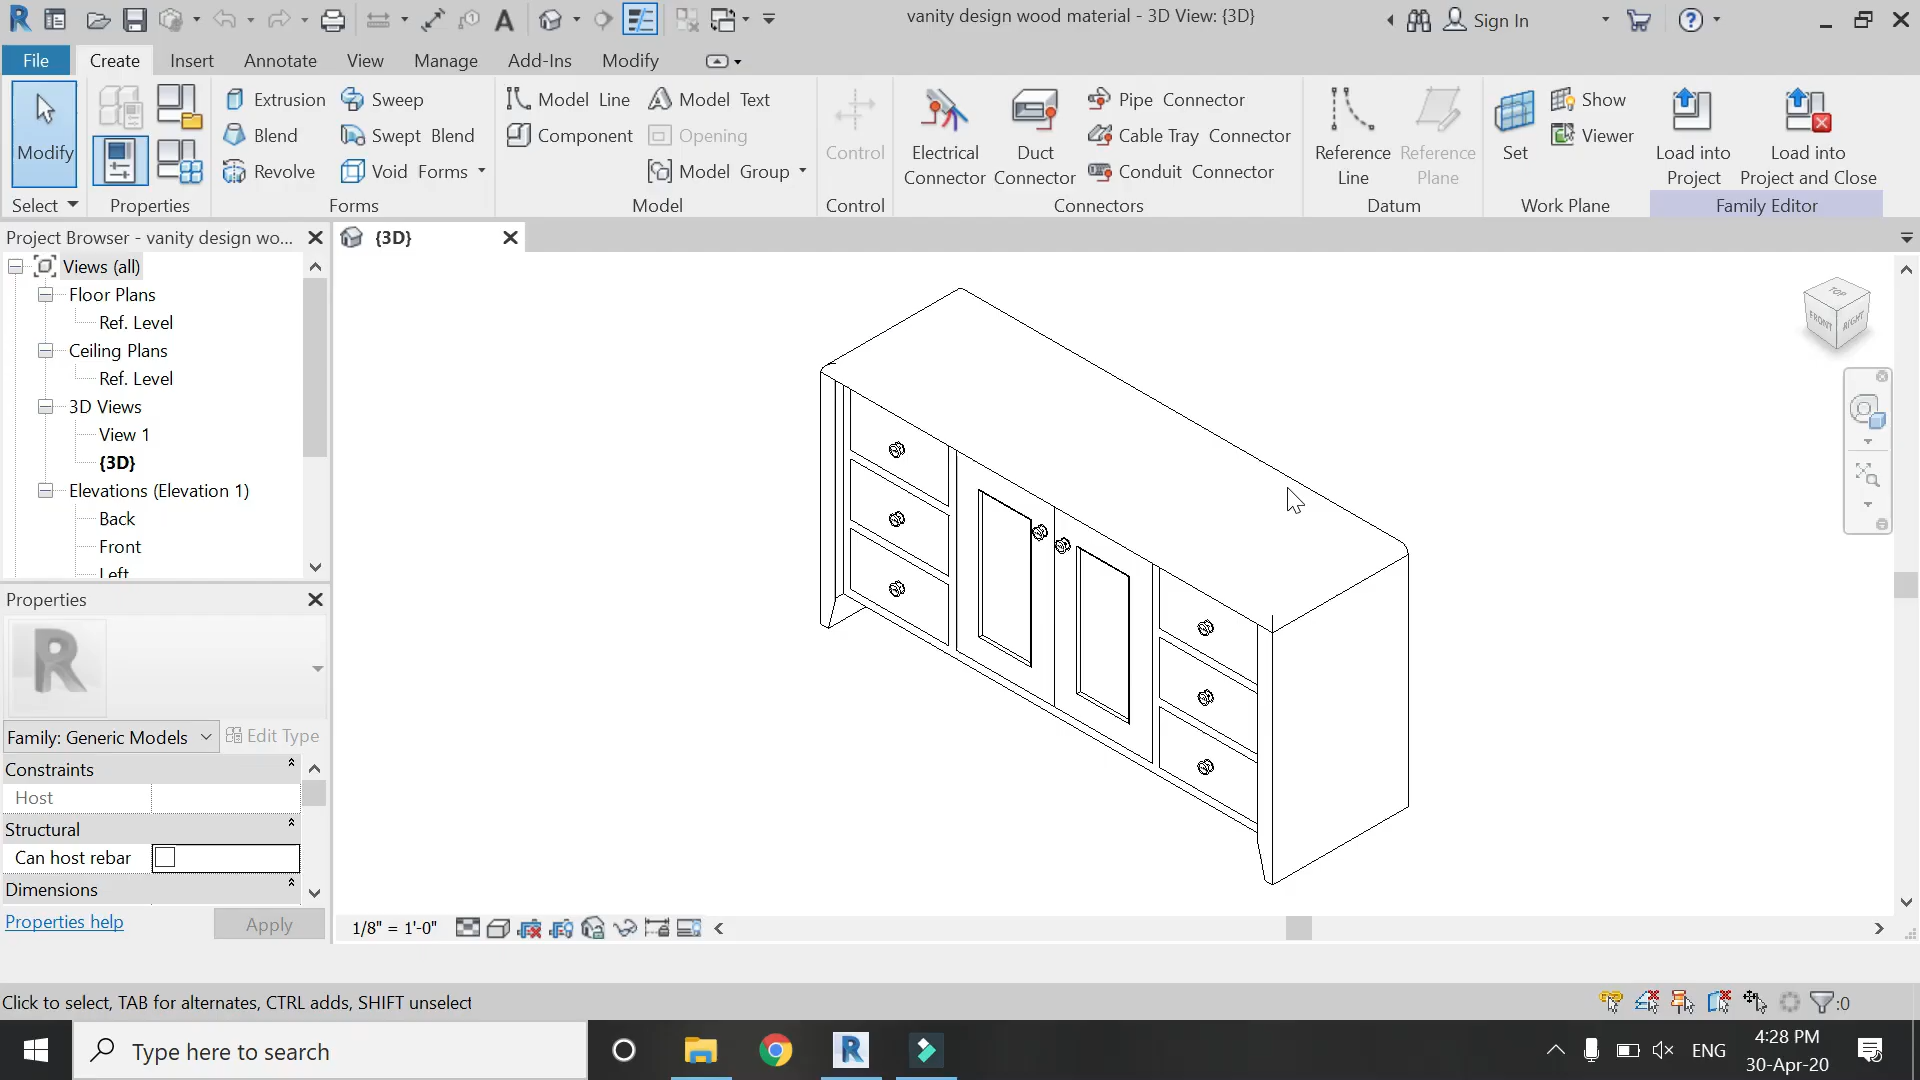 vanity design wood material - 3D View: {3D}
Sign In
File
Create
Insert
Annotate
View
Manage
Add-Ins
Modify
Modify
Select
Properties
Extrusion
Sweep
Blend
Swept Blend
Revolve
Void Forms
Forms
Model Line
Model Text
Component
Opening
Model Group
Model
Control
Control
Electrical Connector
Duct Connector
Pipe Connector
Cable Tray Connector
Conduit Connector
Connectors
Reference Line
Reference Plane
Datum
Set
Show
Viewer
Work Plane
Load into Project
Load into Project and Close
Family Editor
Project Browser - vanity design wo...
{3D}
Views (all)
Floor Plans
Ref. Level
Ceiling Plans
Ref. Level
3D Views
View 1
{3D}
Elevations (Elevation 1)
Back
Front
Left
TOP
FRONT
RIGHT
Properties
R
Family: Generic Models
Edit Type
Constraints
Host
Structural
Can host rebar
Dimensions
Properties help
Apply
1/8" = 1'-0"
Click to select, TAB for alternates, CTRL adds, SHIFT unselect
:0
Type here to search
ENG
4:28 PM
30-Apr-20